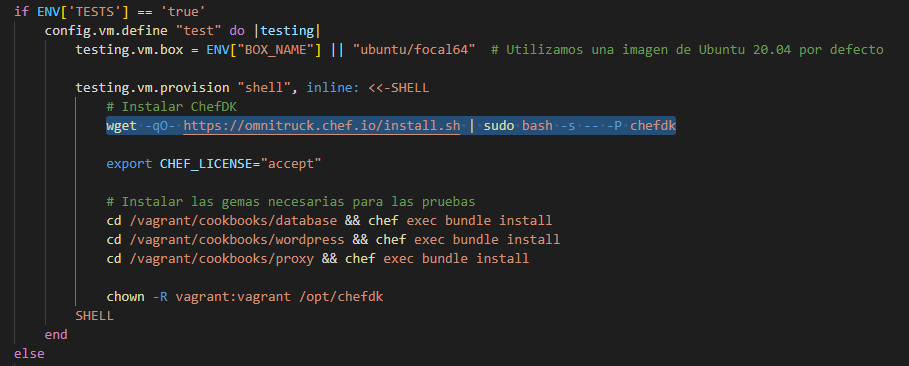 if ENV['TESTS'] == 'true'
config.vm.define "test" do |testing|
testing.vm.box = ENV["BOX_NAME"] || "ubuntu/focal64"  # Utilizamos una imagen de Ubuntu 20.04 por defecto
testing.vm.provision "shell", inline: <<-SHELL
# Instalar ChefDK
wget -qO- https://omnitruck.chef.io/install.sh | sudo bash -s -- -P chefdk
export CHEF_LICENSE="accept"
# Instalar las gemas necesarias para las pruebas
cd /vagrant/cookbooks/database && chef exec bundle install
cd /vagrant/cookbooks/wordpress && chef exec bundle install
cd /vagrant/cookbooks/proxy && chef exec bundle install
chown -R vagrant:vagrant /opt/chefdk
SHELL
end
else